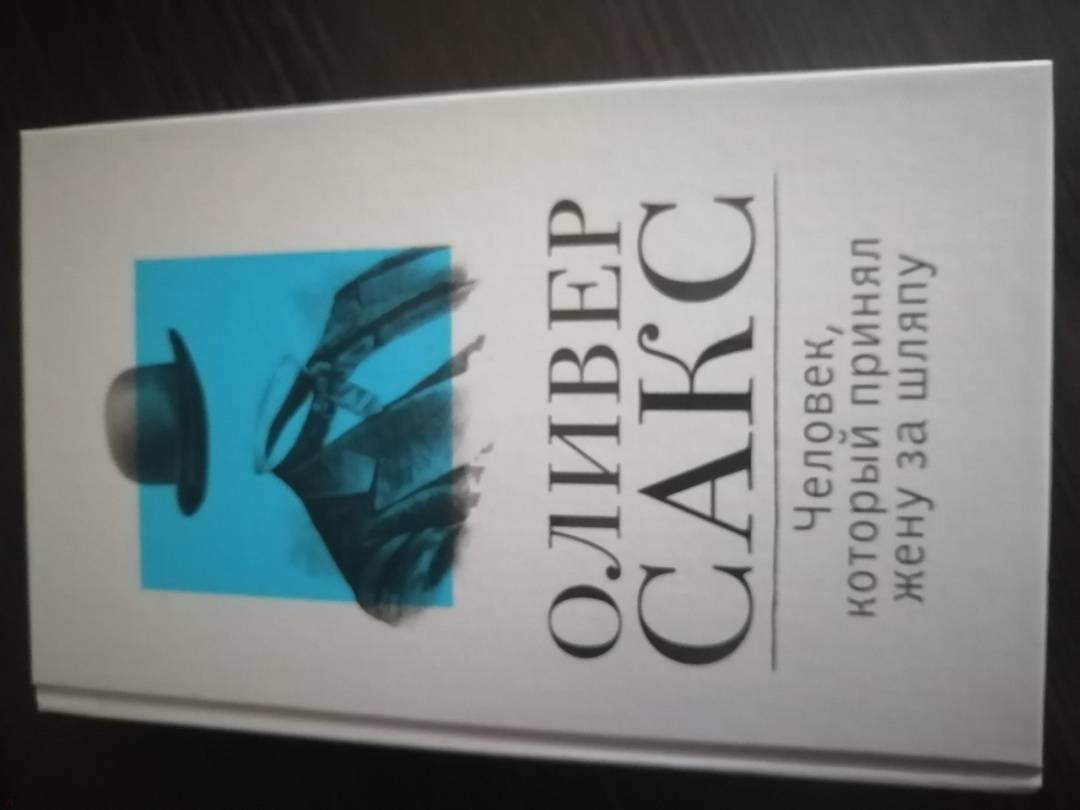 ОЛИВЕР
САКС
Человек,
который принял
жену за шляпу